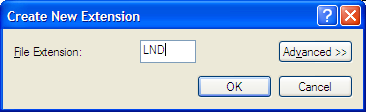 Create New Extension
File Extension: LND Advanced >>
OK Cancel